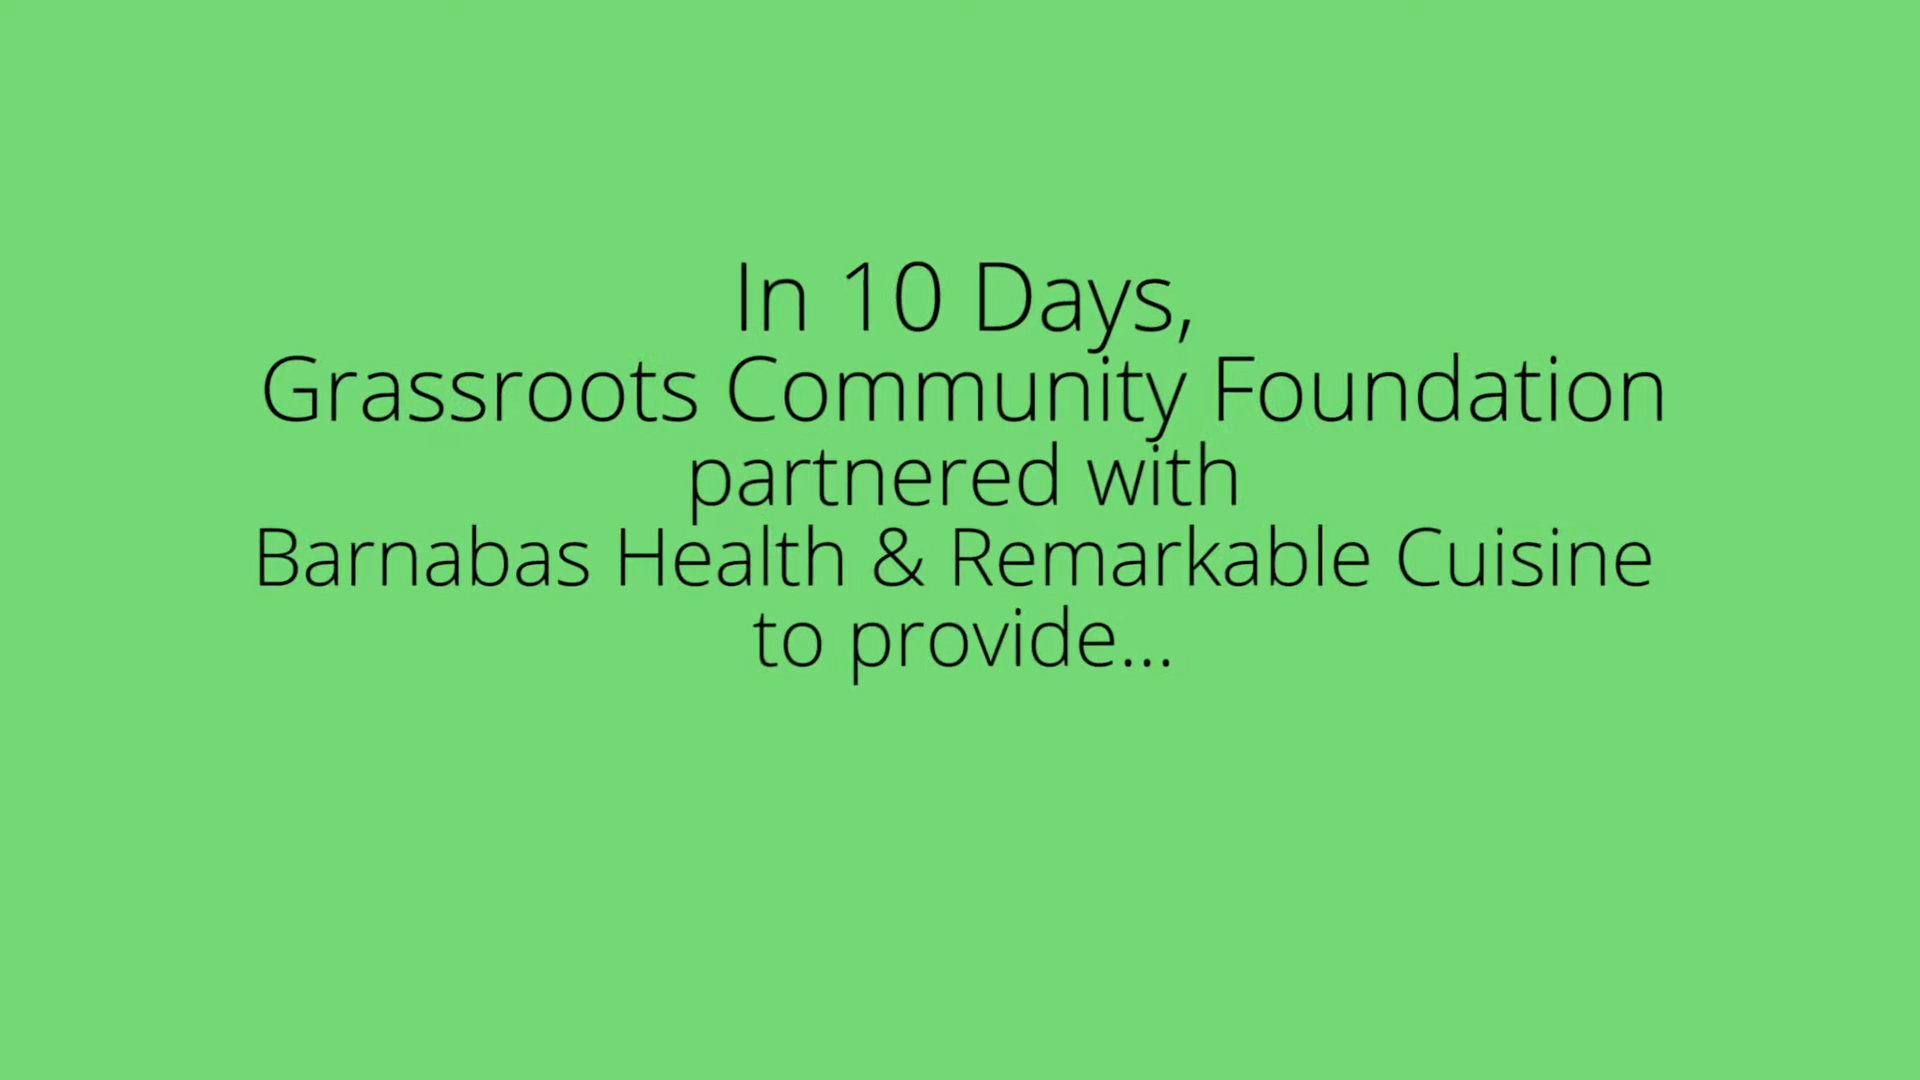 In 10 Days,
Grassroots Community Foundation
partnered with
Barnabas Health & Remarkable Cuisine
to provide...